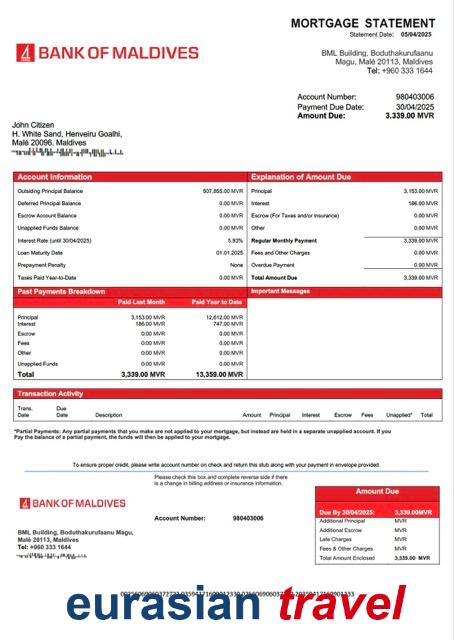 MORTGAGE STATEMENT
Statement Date: 05/04/2025
BANK OF MALDIVES
BML Building, Boduthakurufaanu
Magu, Malé 20113, Maldives
Tel: +960 333 1644
Account Number: 980403006
Payment Due Date: 30/04/2025
Amount Due: 3,339.00 MVR
John Citizen
H. White Sand, Henveiru Goalhi,
Malé 20096, Maldives
Account Information
Outsiding Principal Balance 507,855.00 MVR
Deferred Principal Balance 0.00 MVR
Escrow Account Balance 0.00 MVR
Unapplied Funds Balance 0.00 MVR
Interest Rate (until 30/04/2025) 5.93%
Loan Maturity Date 01.01.2025
Prepayment Penalty None
Taxes Paid Year-to-Date 0.00 MVR
Explanation of Amount Due
Principal 3,153.00 MVR
Interest 186.00 MVR
Escrow (For Taxes and/or insurance) 0.00 MVR
Other 0.00 MVR
Regular Monthly Payment 3,339.00 MVR
Fees and Other Charges 0.00 MVR
Overdue Payment 0.00 MVR
Total Amount Due 3,339.00 MVR
Past Payments Breakdown
Paid Last Month Paid Year to Date
Principal 3,153.00 MVR 12,612.00 MVR
Interest 186.00 MVR 747.00 MVR
Escrow 0.00 MVR 0.00 MVR
Fees 0.00 MVR 0.00 MVR
Other 0.00 MVR 0.00 MVR
Unapplied Funds 0.00 MVR 0.00 MVR
Total 3,339.00 MVR 13,359.00 MVR
Important Messages
Transaction Activity
Trans. Date Due Date Description Amount Principal Interest Escrow Fees Unapplied* Total
*Partial Payments: Any partial payments that you make are not applied to your mortgage, but instead are held in a separate unapplied account. If you
Pay the balance of a partial payment, the funds will then be applied to your mortgage.
To ensure proper credit, please write account number on check and return this stub along with your payment in envelope provided.
Please check this box and complete reverse side if there
is a change in billing address or insurance information.
BANK OF MALDIVES
Account Number: 980403006
BML Building, Boduthakurufaanu Magu,
Malé 20113, Maldives
Tel: +960 333 1644
Amount Due
Due By 30/04/2025: 3,339.00MVR
Additional Principal MVR
Additional Escrow MVR
Late Charges MVR
Fees & Other Charges MVR
Total Amount Enclosed 3,339.00 MVR
eurasian travel